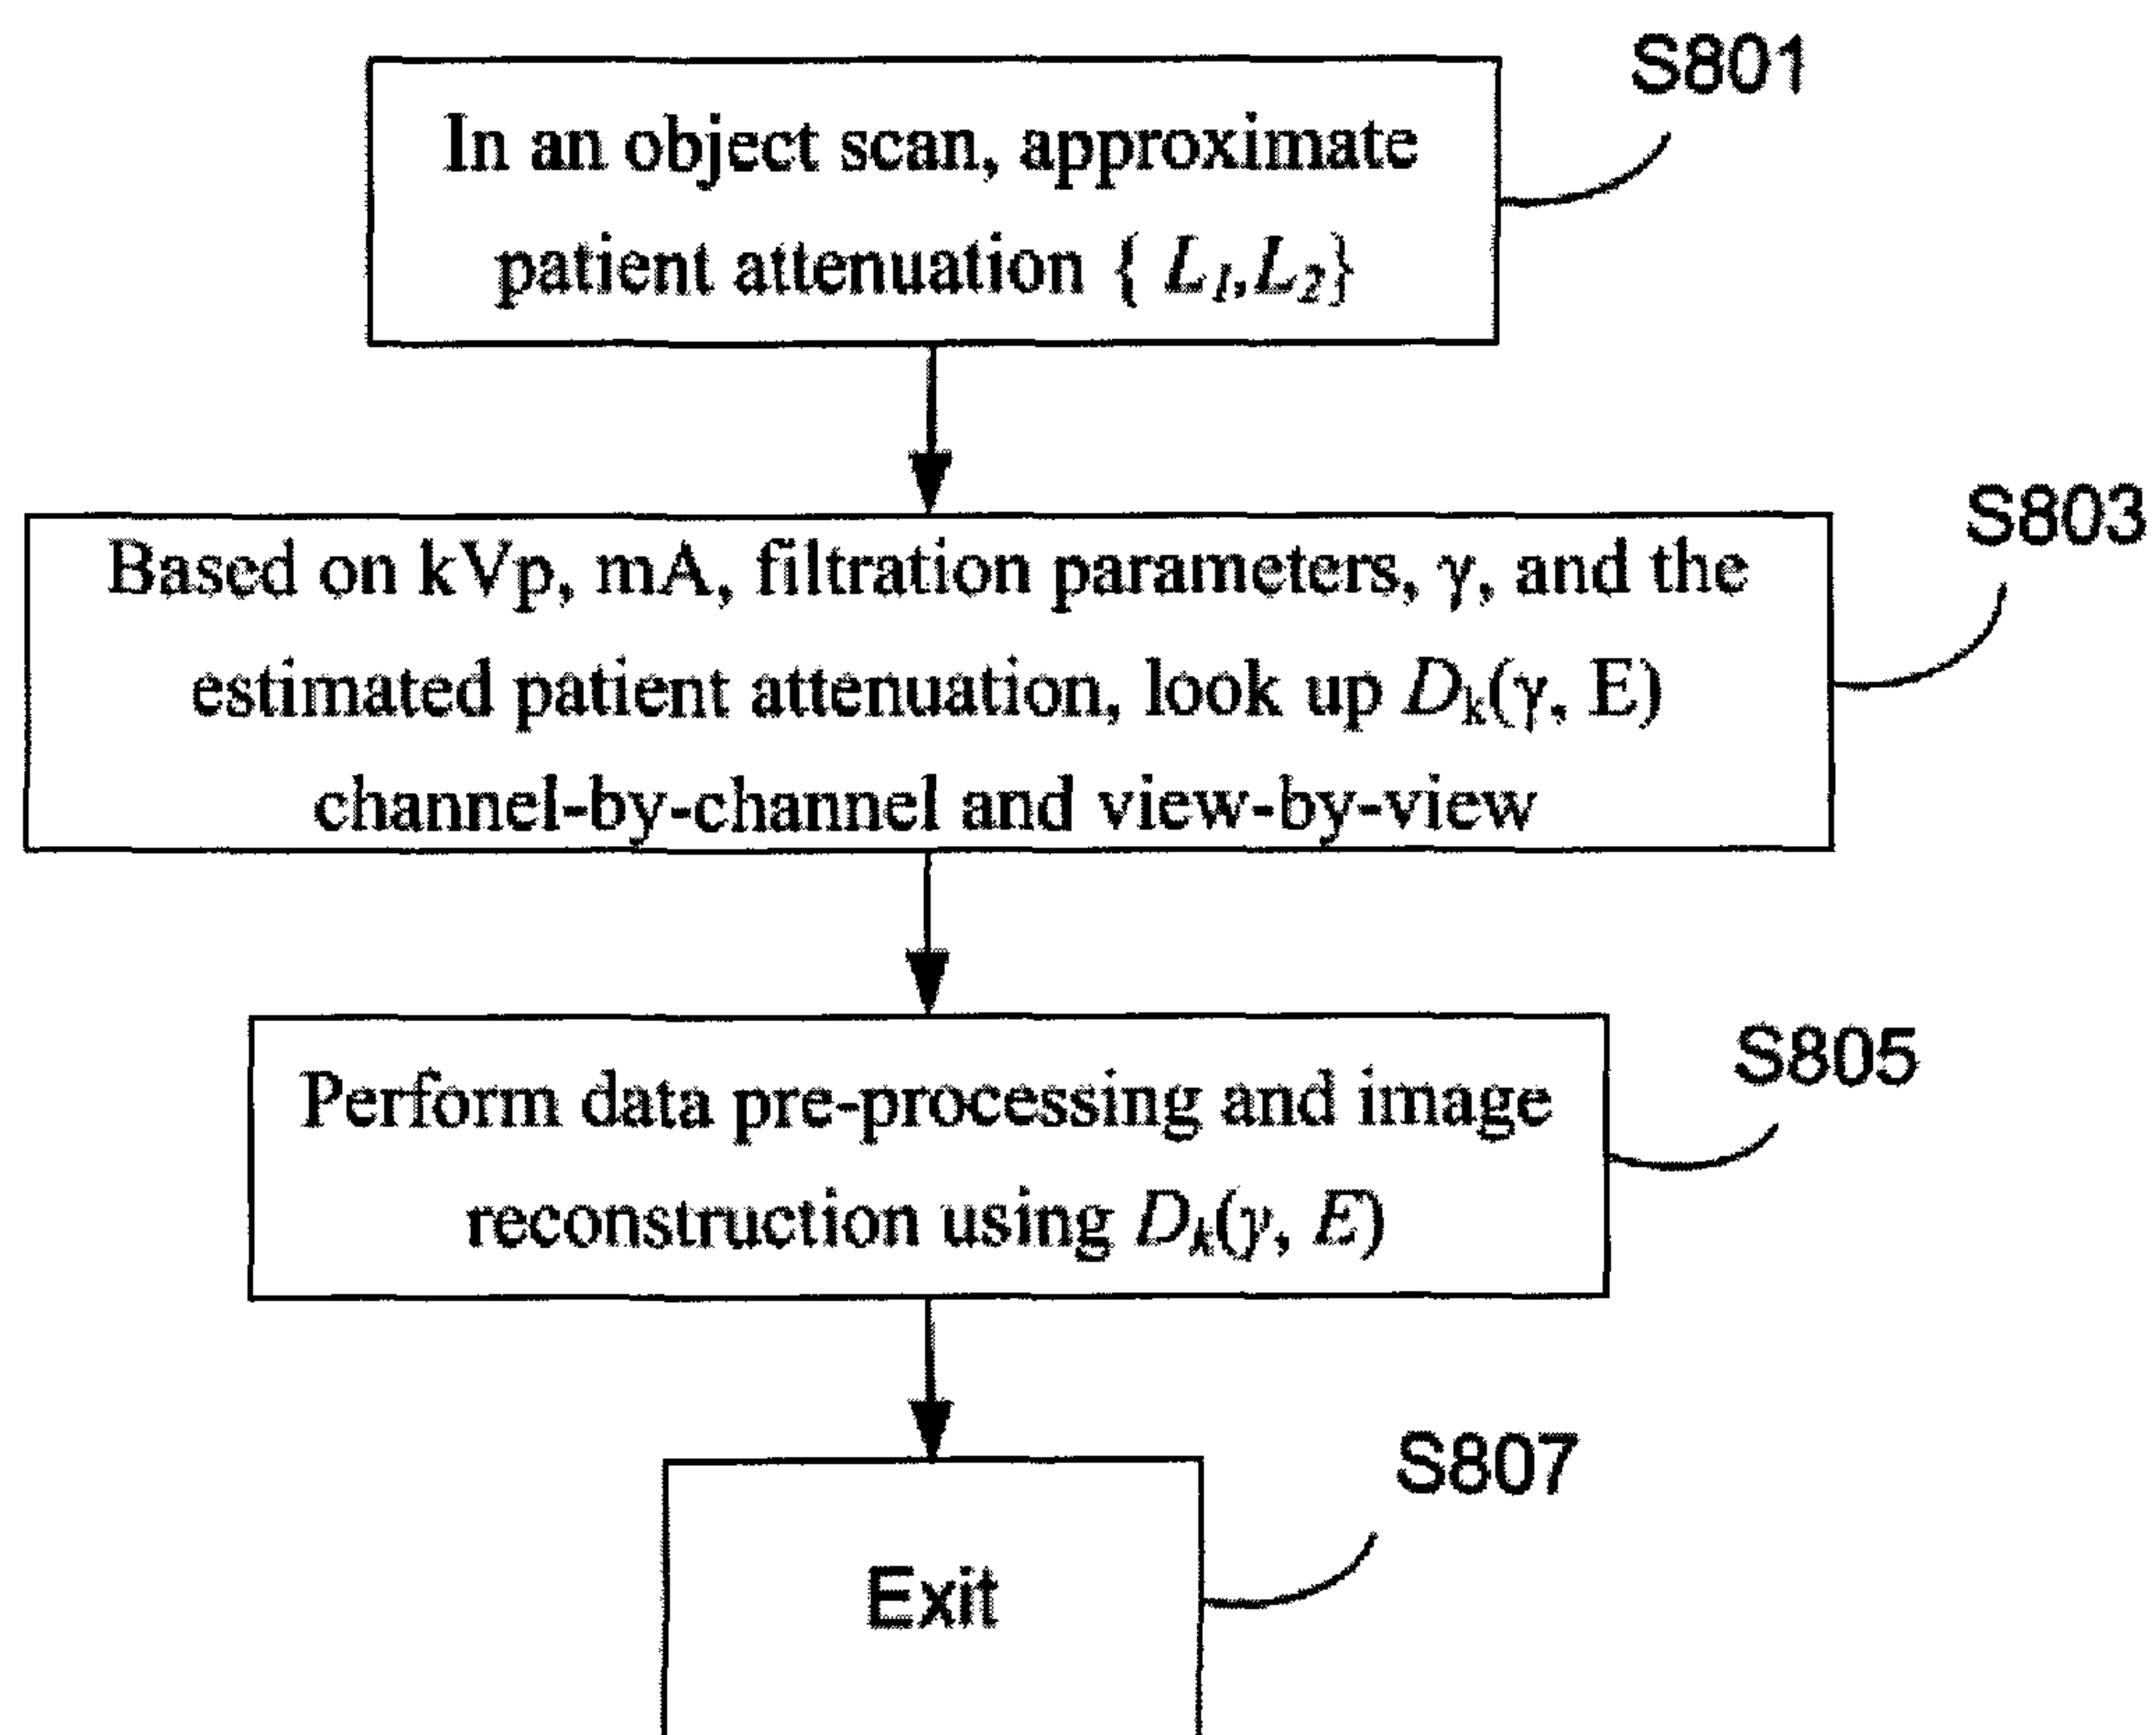 S801
In an object scan, approximate
patient attenuation { L₁,L₂}
S803
Based on kVp, mA, filtration parameters, γ, and the
estimated patient attenuation, look up Dₖ(γ, E)
channel-by-channel and view-by-view
S805
Perform data pre-processing and image
reconstruction using Dₖ(γ, E)
S807
Exit